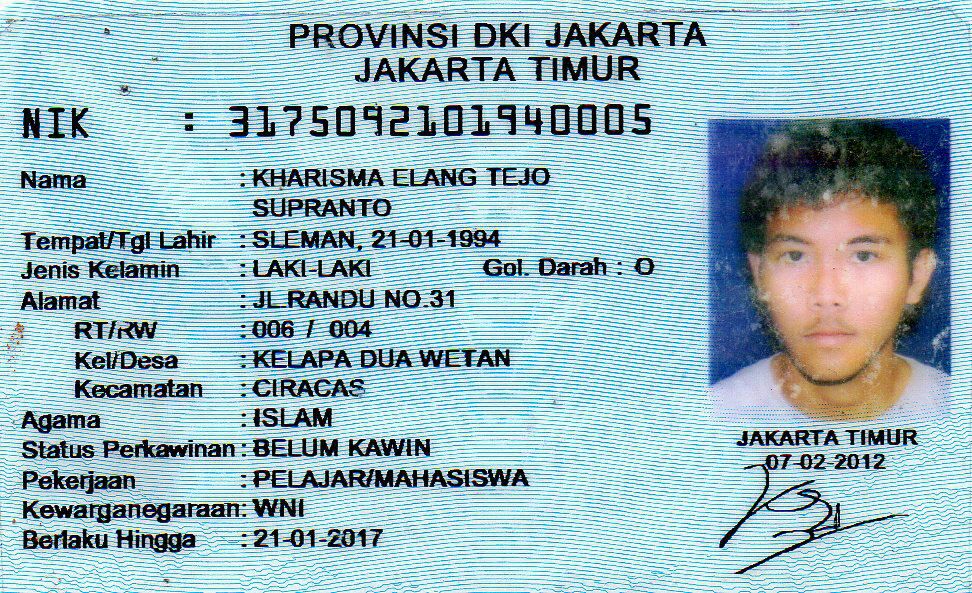 PROVINSI DKI JAKARTA
JAKARTA TIMUR
NIK : 3175092101940005
Nama : KHARISMA ELANG TEJO
SUPRANTO
Tempat/Tgl Lahir : SLEMAN, 21-01-1994
Jenis Kelamin : LAKI-LAKI Gol. Darah : O
Alamat : JL.RANDU NO.31
RT/RW : 006 / 004
Kel/Desa : KELAPA DUA WETAN
Kecamatan : CIRACAS
Agama : ISLAM
Status Perkawinan : BELUM KAWIN
Pekerjaan : PELAJAR/MAHASISWA
Kewarganegaraan : WNI
Berlaku Hingga : 21-01-2017
JAKARTA TIMUR
07-02-2012